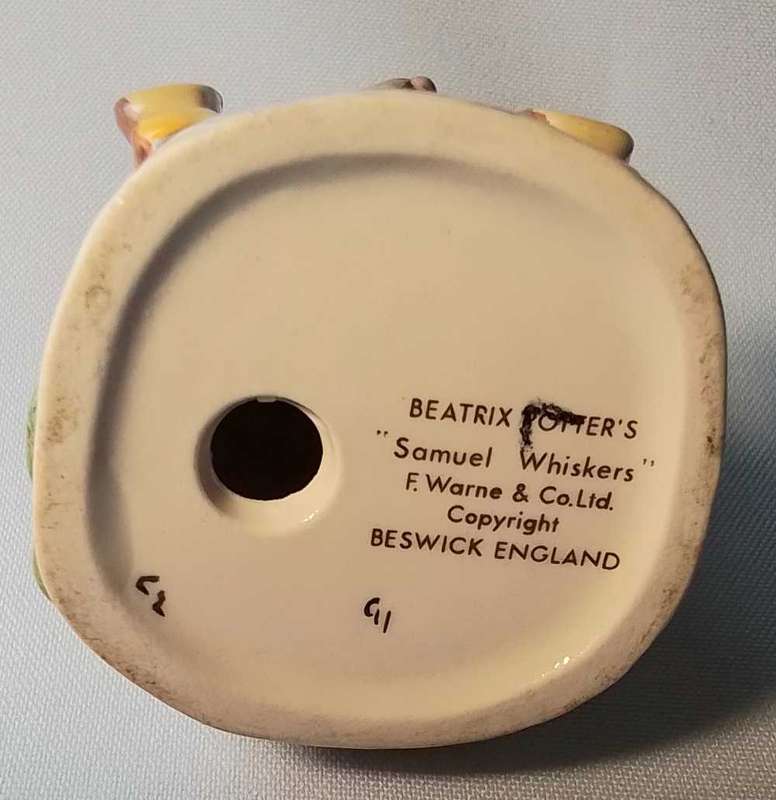 BEATRIX POTTER'S
"Samuel Whiskers"
F. Warne & Co.Ltd.
Copyright
BESWICK ENGLAND